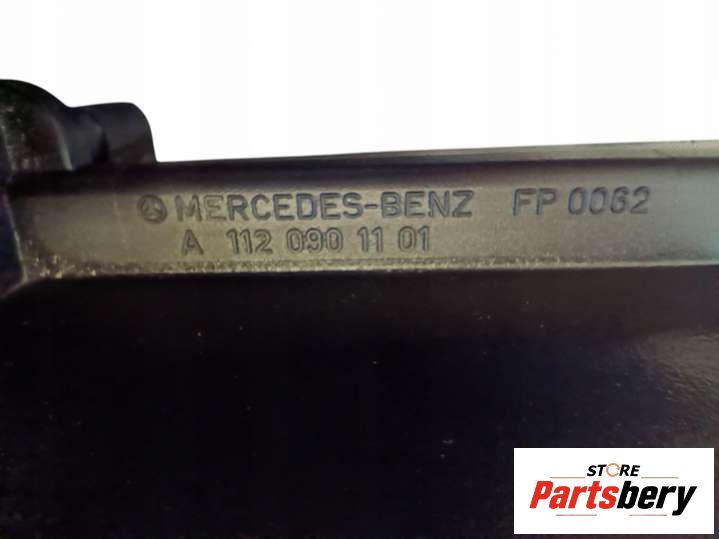 MERCEDES-BENZ FP 0062
A 112 090 11 01
STORE
Partsbery